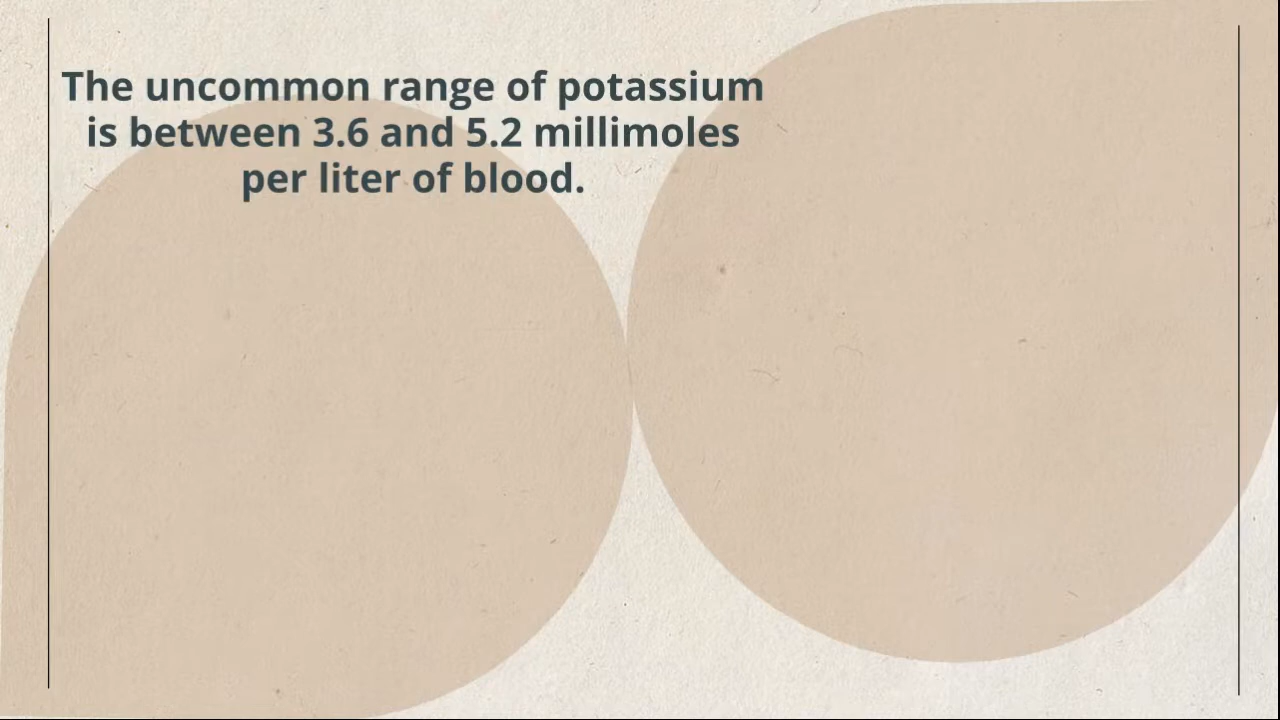 The uncommon range of potassium
is between 3.6 and 5.2 millimoles
per liter of blood.